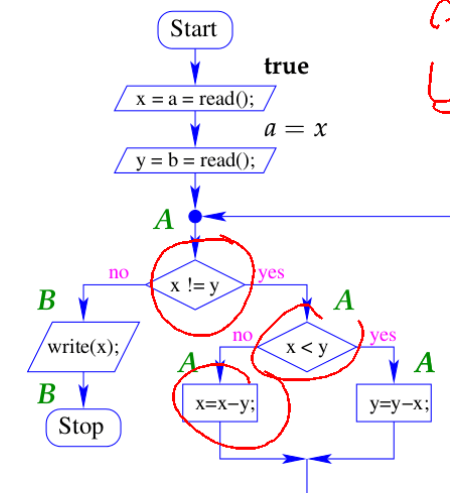 Start
true
x = a = read();
a = x
y = b = read();
A
no
x != y
yes
B
A
write(x);
no
x < y
yes
A
A
B
x=x−y;
y=y−x;
Stop